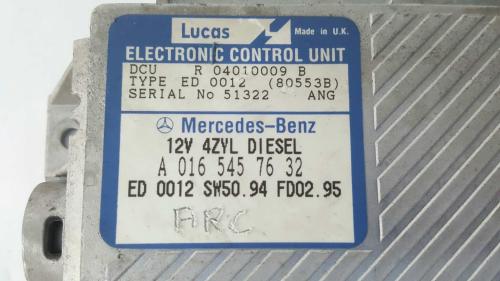 Lucas Made in U.K.
ELECTRONIC CONTROL UNIT
DCU R 04010009 B
TYPE ED 0012 (80553B)
SERIAL No 51322 ANG
Mercedes-Benz
12V 4ZYL DIESEL
A 016 545 76 32
ED 0012 SW50.94 FD02.95
ARC